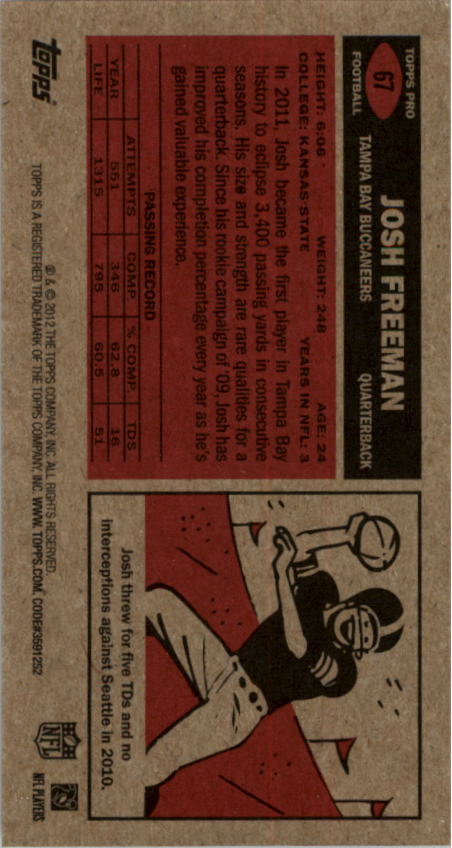 TOPPS PRO
67
FOOTBALL
JOSH FREEMAN
TAMPA BAY BUCCANEERS QUARTERBACK
HEIGHT: 6:06 WEIGHT: 248 AGE: 24
COLLEGE: KANSAS STATE YEARS IN NFL: 3
In 2011, Josh became the first player in Tampa Bay
history to eclipse 3,400 passing yards in consecutive
seasons. His size and strength are rare qualities for a
quarterback. Since his rookie campaign of '09, Josh has
improved his completion percentage every year as he's
gained valuable experience.
PASSING RECORD
ATTEMPTS COMP. % COMP. TDS
YEAR 551 346 62.8 16
LIFE 1315 795 60.5 51
Josh threw for five TDs and no
interceptions against Seattle in 2010.
topps
® & © 2012 THE TOPPS COMPANY, INC. ALL RIGHTS RESERVED.
TOPPS IS A REGISTERED TRADEMARK OF THE TOPPS COMPANY, INC. WWW.TOPPS.COM. CODE#3591252
NFL
NFL PLAYERS